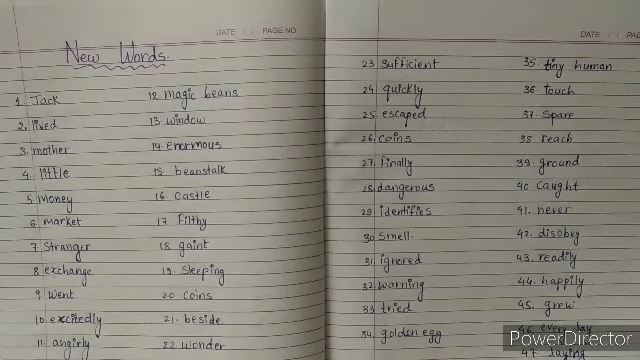 DATE / / PAGE NO
New Words
1. Jack
2. lived
3. mother
4. little
5. money
6. market
7. Stranger
8. exchange
9. went
10. excitedly
11. angirly
12. magic beans
13. window
14. enormous
15. beanstalk
16. castle
17. Filthy
18. gaint
19. Sleeping
20. coins
21. beside
22. wonder
DATE / / PAGE
23 Sufficient
24 quickly
25. escaped
26. coins
27. finally
28. dangerous
29 identifies
30 Smell.
31. ignored
32 warning
33 tried
34. golden egg
35. tiny human
36 touch
37. Spare
38 reach
39. ground
40 caught
41. never
42. disobey
43. readily
44. happily
45. grew
46. every day
47. laying
PowerDirector